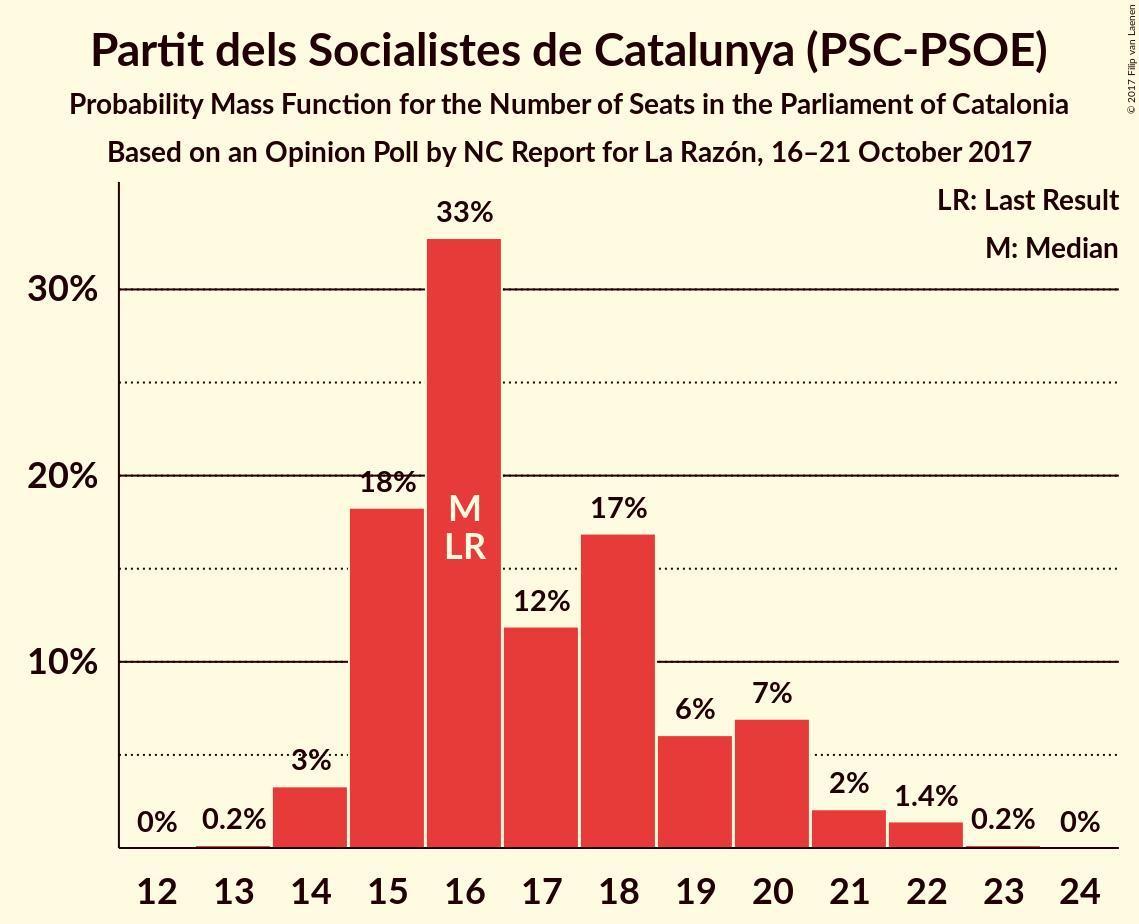 Partit dels Socialistes de Catalunya (PSC-PSOE)
Probability Mass Function for the Number of Seats in the Parliament of Catalonia
Based on an Opinion Poll by NC Report for La Razón, 16–21 October 2017
© 2017 Filip van Laenen
LR: Last Result
M: Median
33%
30%
20%
18%
M
17%
LR
12%
10%
7%
6%
3%
2%
1.4%
0%
0.2%
0.2%
0%
12 13 14 15 16 17 18 19 20 21 22 23 24